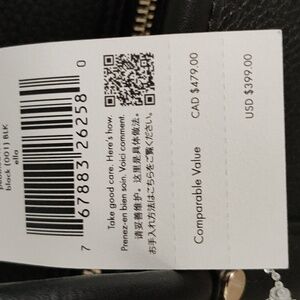 black (001) BLK
ella
7 67883 26258 0
Take good care. Here's how.
Prenez-en bien soin. Voici comment.
请妥善维护。这里是具体做法。
お手入れ方法はこちらをご覧ください。
Comparable Value
CAD $479.00
USD $399.00